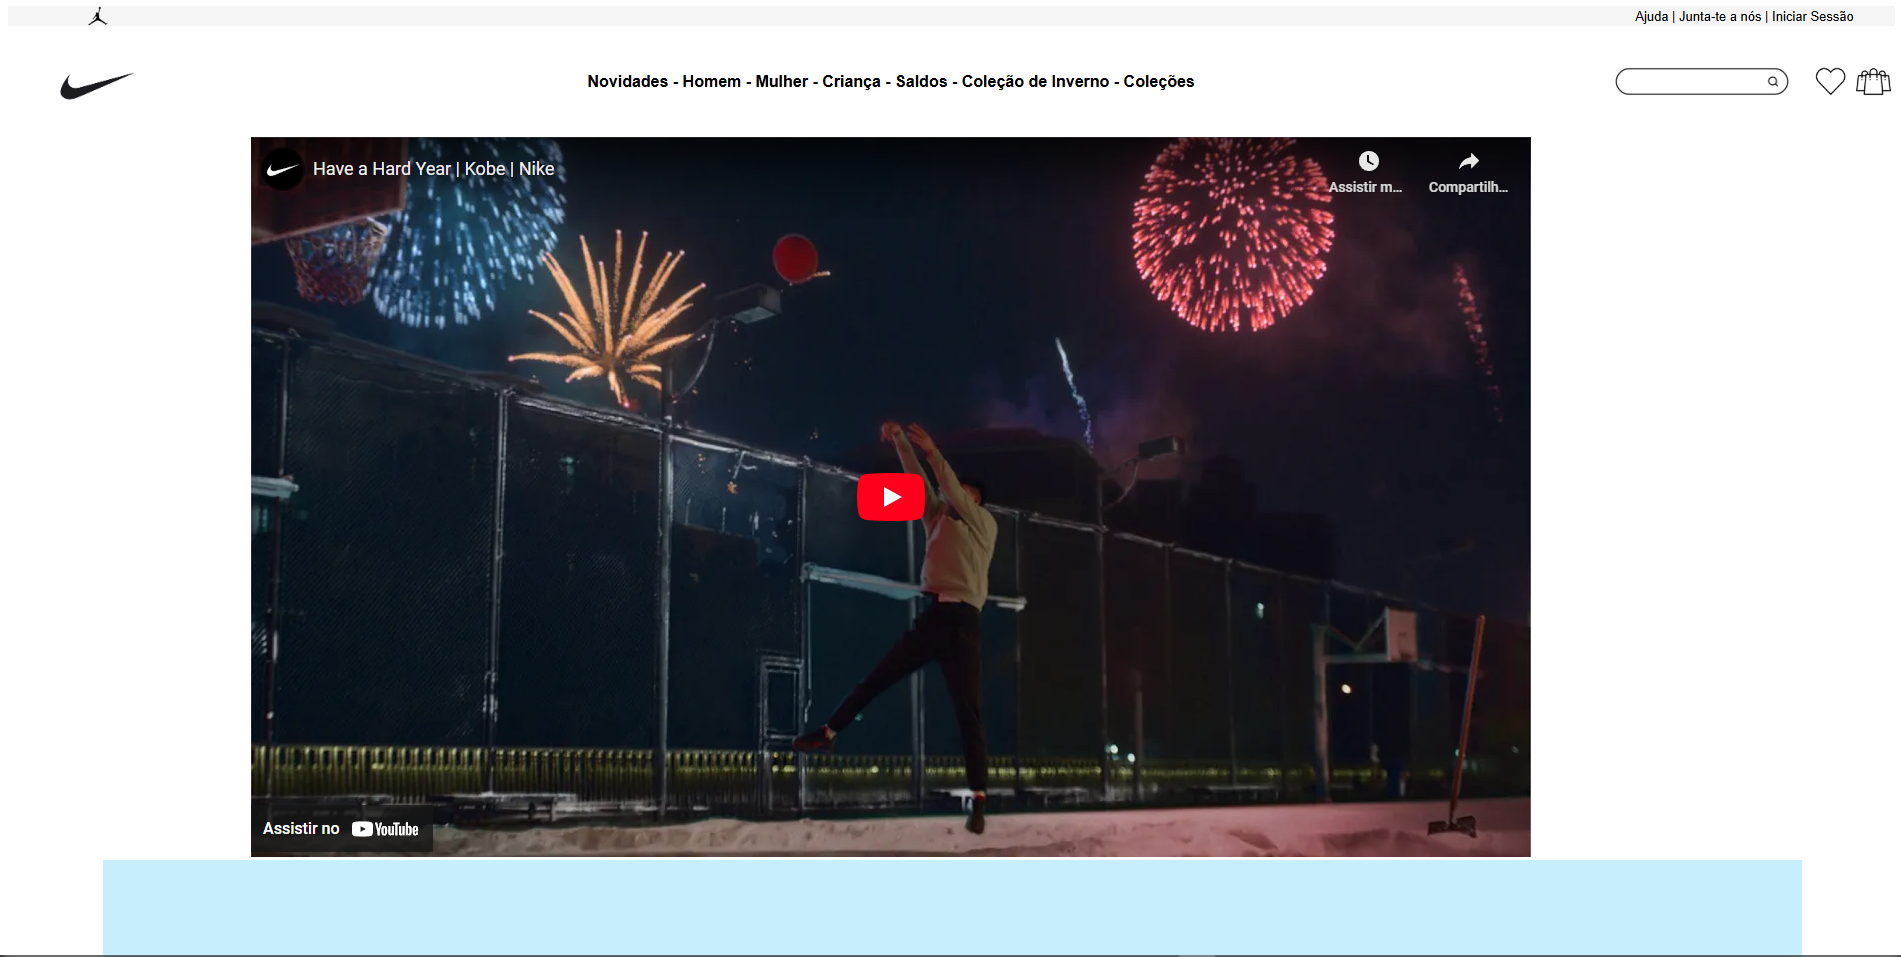 Ajuda | Junta-te a nós | Iniciar Sessão
Novidades - Homem - Mulher - Criança - Saldos - Coleção de Inverno - Coleções
Have a Hard Year | Kobe | Nike
Assistir m...
Compartilh...
Assistir no YouTube